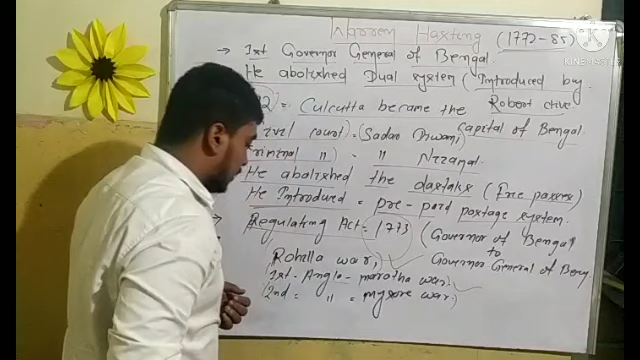 Warren Hasting (1773-85)
→ 1st Governor General of Bengal.
He abolished Dual system (Introduced by
2) = Culcutta became the Robert clive
civil court) = (Sadar Diwani) capital of Bengal
criminal " = " Nizamat.
He abolished the dastaks (Free passes)
He Introduced = pre-paid postage system.
→ Regulating Act = 1773 (Governor of Bengal
to
Rohilla war, Governor General of Beng
1st - Anglo - maratha war.
2nd = " = mysore war.
KINEMASTER